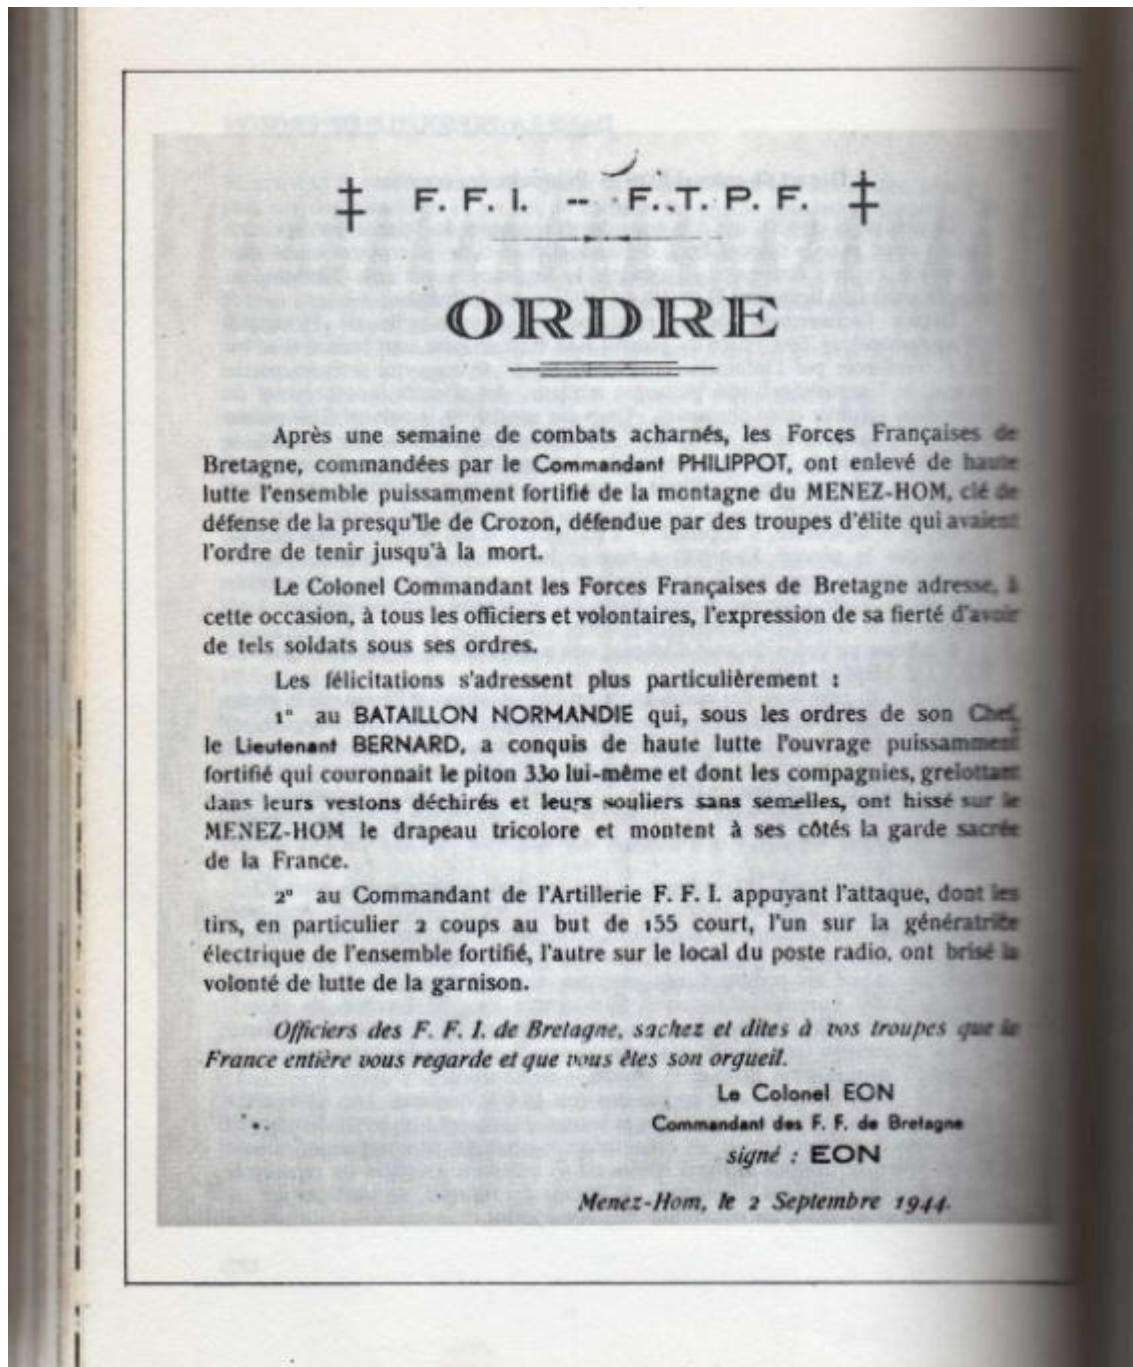 ‡ F. F. I. -- F. T. P. F. ‡
ORDRE
Après une semaine de combats acharnés, les Forces Françaises de
Bretagne, commandées par le Commandant PHILIPPOT, ont enlevé de haute
lutte l'ensemble puissamment fortifié de la montagne du MENEZ-HOM, clé de
défense de la presqu'île de Crozon, défendue par des troupes d'élite qui avaient
l'ordre de tenir jusqu'à la mort.
Le Colonel Commandant les Forces Françaises de Bretagne adresse, à
cette occasion, à tous les officiers et volontaires, l'expression de sa fierté d'avoir
de tels soldats sous ses ordres.
Les félicitations s'adressent plus particulièrement :
1° au BATAILLON NORMANDIE qui, sous les ordres de son Chef,
le Lieutenant BERNARD, a conquis de haute lutte l'ouvrage puissamment
fortifié qui couronnait le piton 330 lui-même et dont les compagnies, grelottant
dans leurs vestons déchirés et leurs souliers sans semelles, ont hissé sur le
MENEZ-HOM le drapeau tricolore et montent à ses côtés la garde sacrée
de la France.
2° au Commandant de l'Artillerie F. F. I. appuyant l'attaque, dont les
tirs, en particulier 2 coups au but de 155 court, l'un sur la génératrice
électrique de l'ensemble fortifié, l'autre sur le local du poste radio, ont brisé la
volonté de lutte de la garnison.
Officiers des F. F. I. de Bretagne, sachez et dites à vos troupes que la
France entière vous regarde et que vous êtes son orgueil.
Le Colonel EON
Commandant des F. F. de Bretagne
signé : EON
Menez-Hom, le 2 Septembre 1944.